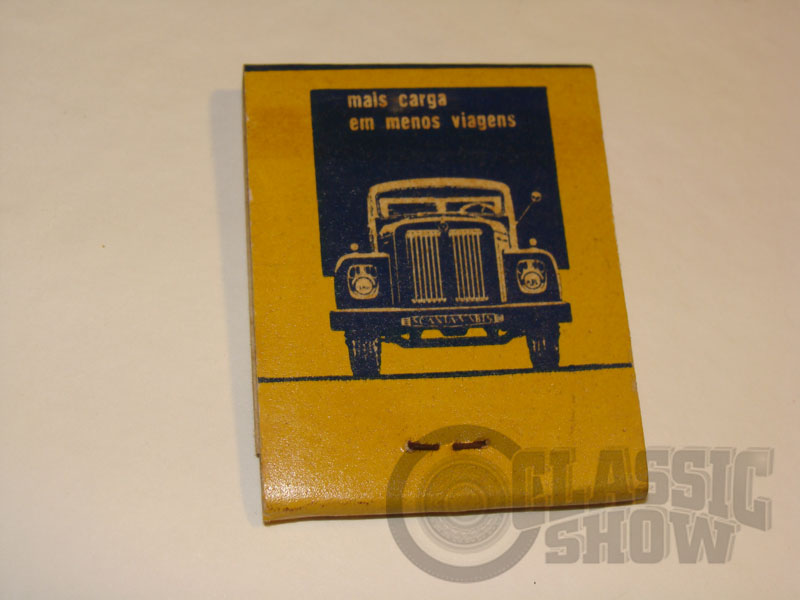 mais carga
em menos viagens
SCANIA VABIS
CLASSIC
SHOW